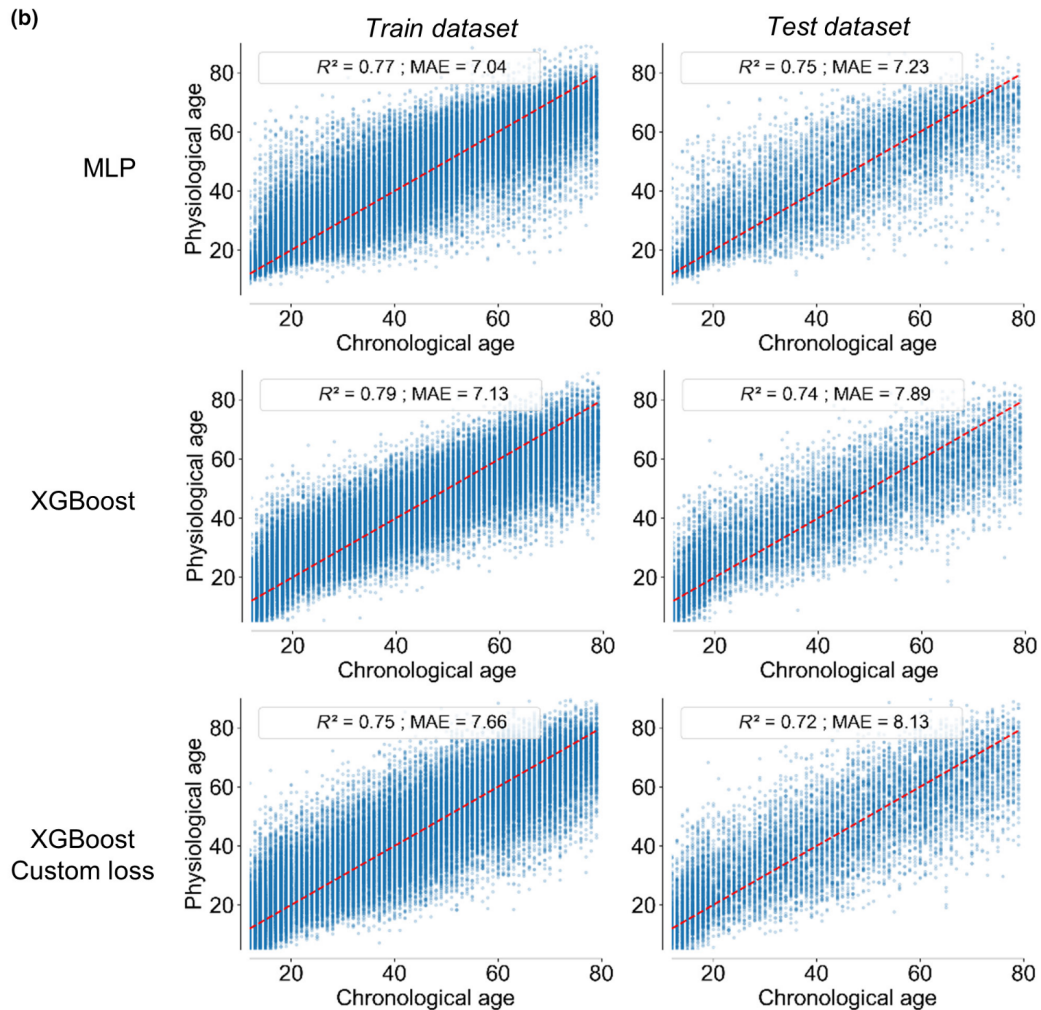 (b)
Train dataset
Test dataset
MLP
Physiological age
80
60
40
20
R² = 0.77 ; MAE = 7.04
20 40 60 80
Chronological age
R² = 0.75 ; MAE = 7.23
80
60
40
20
20 40 60 80
Chronological age
XGBoost
Physiological age
80
60
40
20
R² = 0.79 ; MAE = 7.13
20 40 60 80
Chronological age
R² = 0.74 ; MAE = 7.89
80
60
40
20
20 40 60 80
Chronological age
XGBoost
Custom loss
Physiological age
80
60
40
20
R² = 0.75 ; MAE = 7.66
20 40 60 80
Chronological age
R² = 0.72 ; MAE = 8.13
80
60
40
20
20 40 60 80
Chronological age